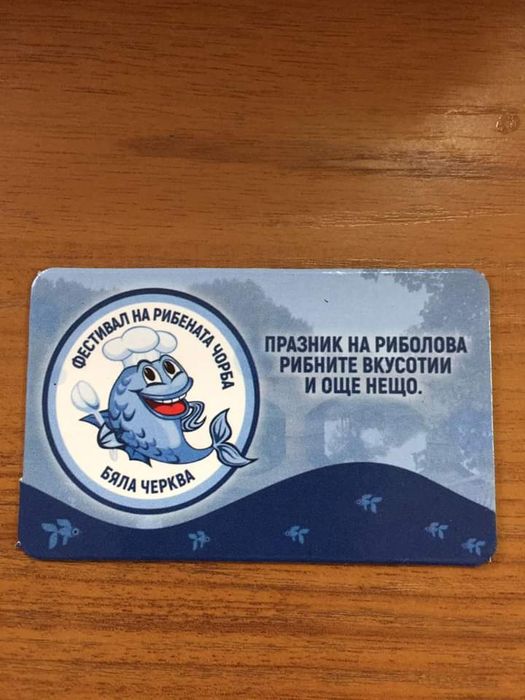 ФЕСТИВАЛ НА РИБЕНАТА ЧОРБА
БЯЛА ЧЕРКВА
ПРАЗНИК НА РИБОЛОВА
РИБНИТЕ ВКУСОТИИ
И ОЩЕ НЕЩО.